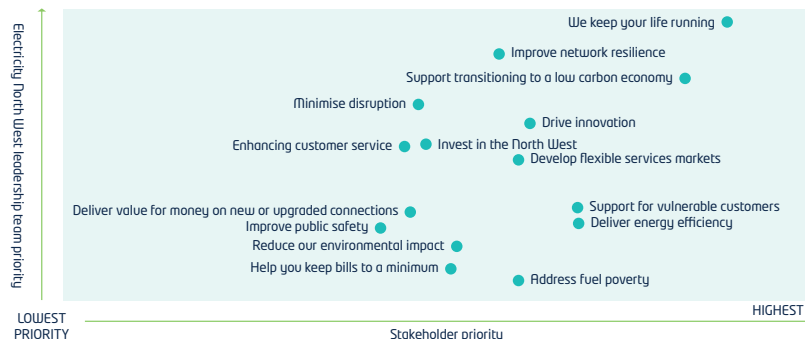 We keep your life running
Improve network resilience
Support transitioning to a low carbon economy
Minimise disruption
Drive innovation
Enhancing customer service
Invest in the North West
Develop flexible services markets
Deliver value for money on new or upgraded connections
Support for vulnerable customers
Improve public safety
Deliver energy efficiency
Reduce our environmental impact
Help you keep bills to a minimum
Address fuel poverty
Electricity North West leadership team priority
LOWEST
PRIORITY
Stakeholder priority
HIGHEST